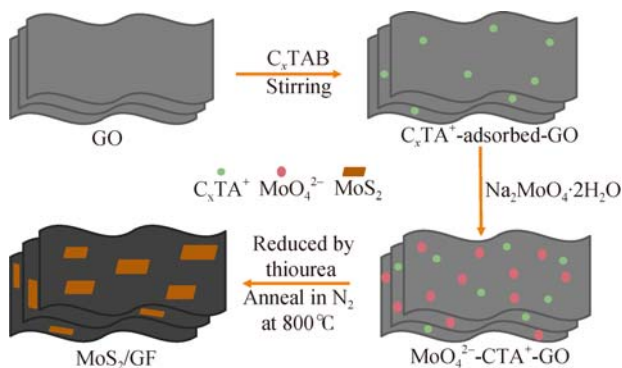 CₓTAB
Stirring
GO
CₓTA⁺-adsorbed-GO
CₓTA⁺ MoO₄²⁻ MoS₂
Na₂MoO₄·2H₂O
Reduced by
thiourea
Anneal in N₂
at 800℃
MoS₂/GF
MoO₄²⁻-CTA⁺-GO